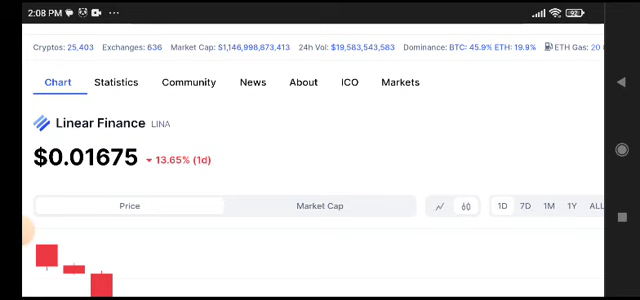 2:08 PM 92
Cryptos: 25,403 Exchanges: 636 Market Cap: $1,146,998,673,413 24h Vol: $19,583,543,583 Dominance: BTC: 45.9% ETH: 19.9% ETH Gas: 20
Chart Statistics Community News About ICO Markets
Linear Finance LINA
$0.01675 13.65% (1d)
Price Market Cap 1D 7D 1M 1Y ALL